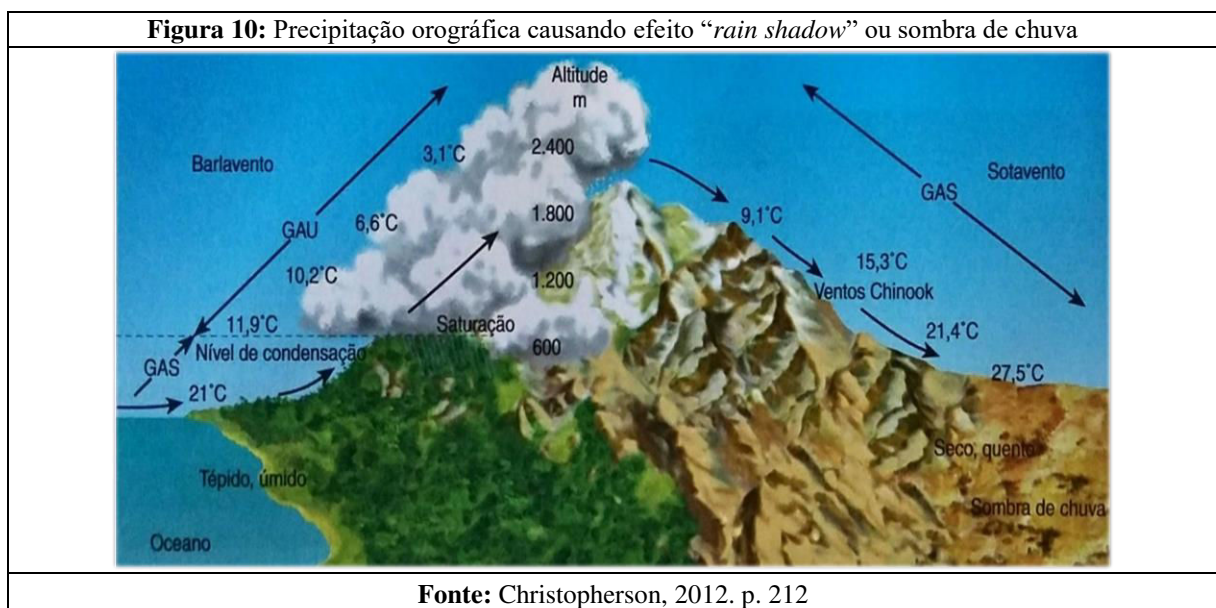 Figura 10: Precipitação orográfica causando efeito “rain shadow” ou sombra de chuva
Altitude
m
Barlavento
2.400
3,1°C
Sotavento
GAS
GAU
6,6°C
1.800
9,1°C
10,2°C
1.200
15,3°C
Ventos Chinook
11,9°C
Saturação
600
21,4°C
Nível de condensação
GAS
21°C
27,5°C
Seco, quento
Tépido, úmido
Sombra de chuva
Oceano
Fonte: Christopherson, 2012. p. 212